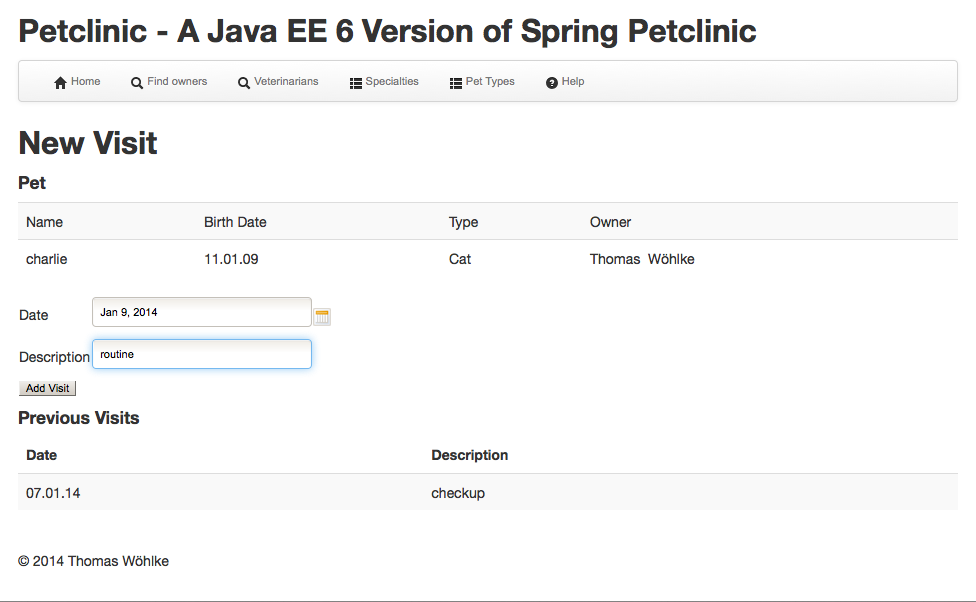 Petclinic - A Java EE 6 Version of Spring Petclinic
Home Find owners Veterinarians Specialties Pet Types Help
New Visit
Pet
Name Birth Date Type Owner
charlie 11.01.09 Cat Thomas Wöhlke
Date Jan 9, 2014
Description routine
Add Visit
Previous Visits
Date Description
07.01.14 checkup
© 2014 Thomas Wöhlke